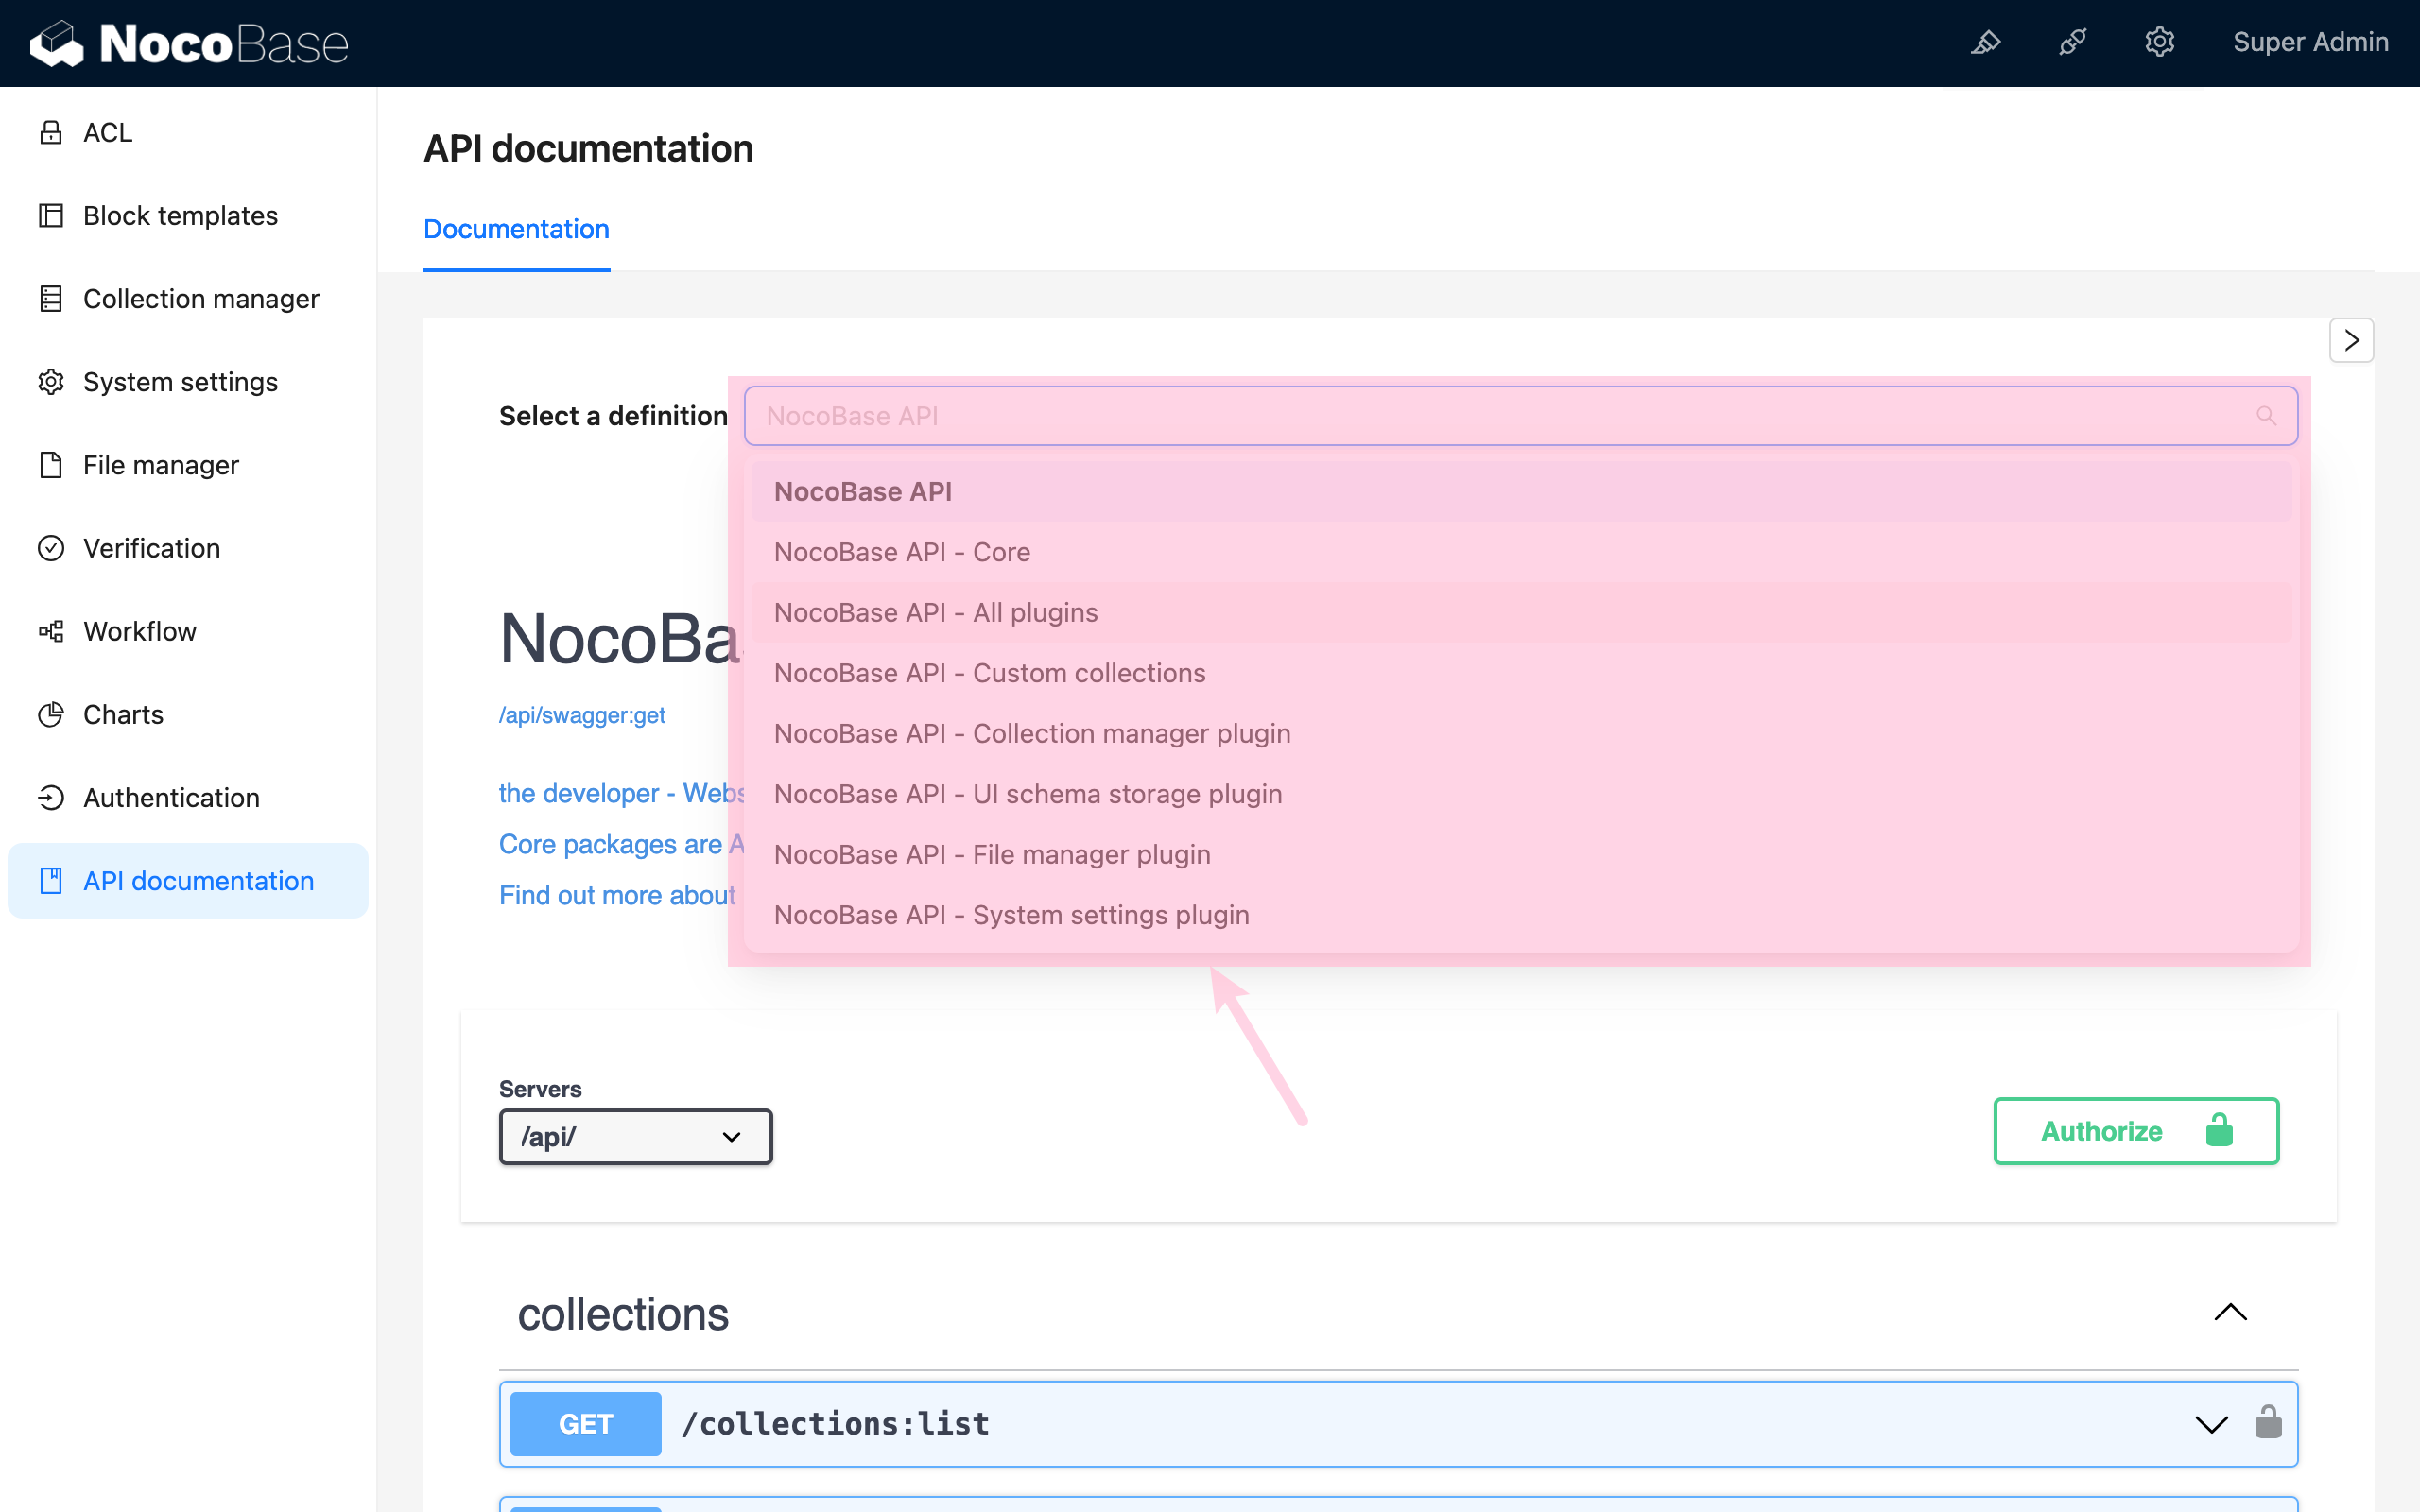 NocoBase
Super Admin
ACL
Block templates
Collection manager
System settings
File manager
Verification
Workflow
Charts
Authentication
API documentation
API documentation
Documentation
Select a definition
NocoBase API
NocoBase API
NocoBase API - Core
NocoBase API - All plugins
NocoBase API - Custom collections
NocoBase API - Collection manager plugin
NocoBase API - UI schema storage plugin
NocoBase API - File manager plugin
NocoBase API - System settings plugin
NocoBa
/api/swagger:get
the developer - Webs
Core packages are A
Find out more about
Servers
/api/
Authorize
collections
GET /collections:list